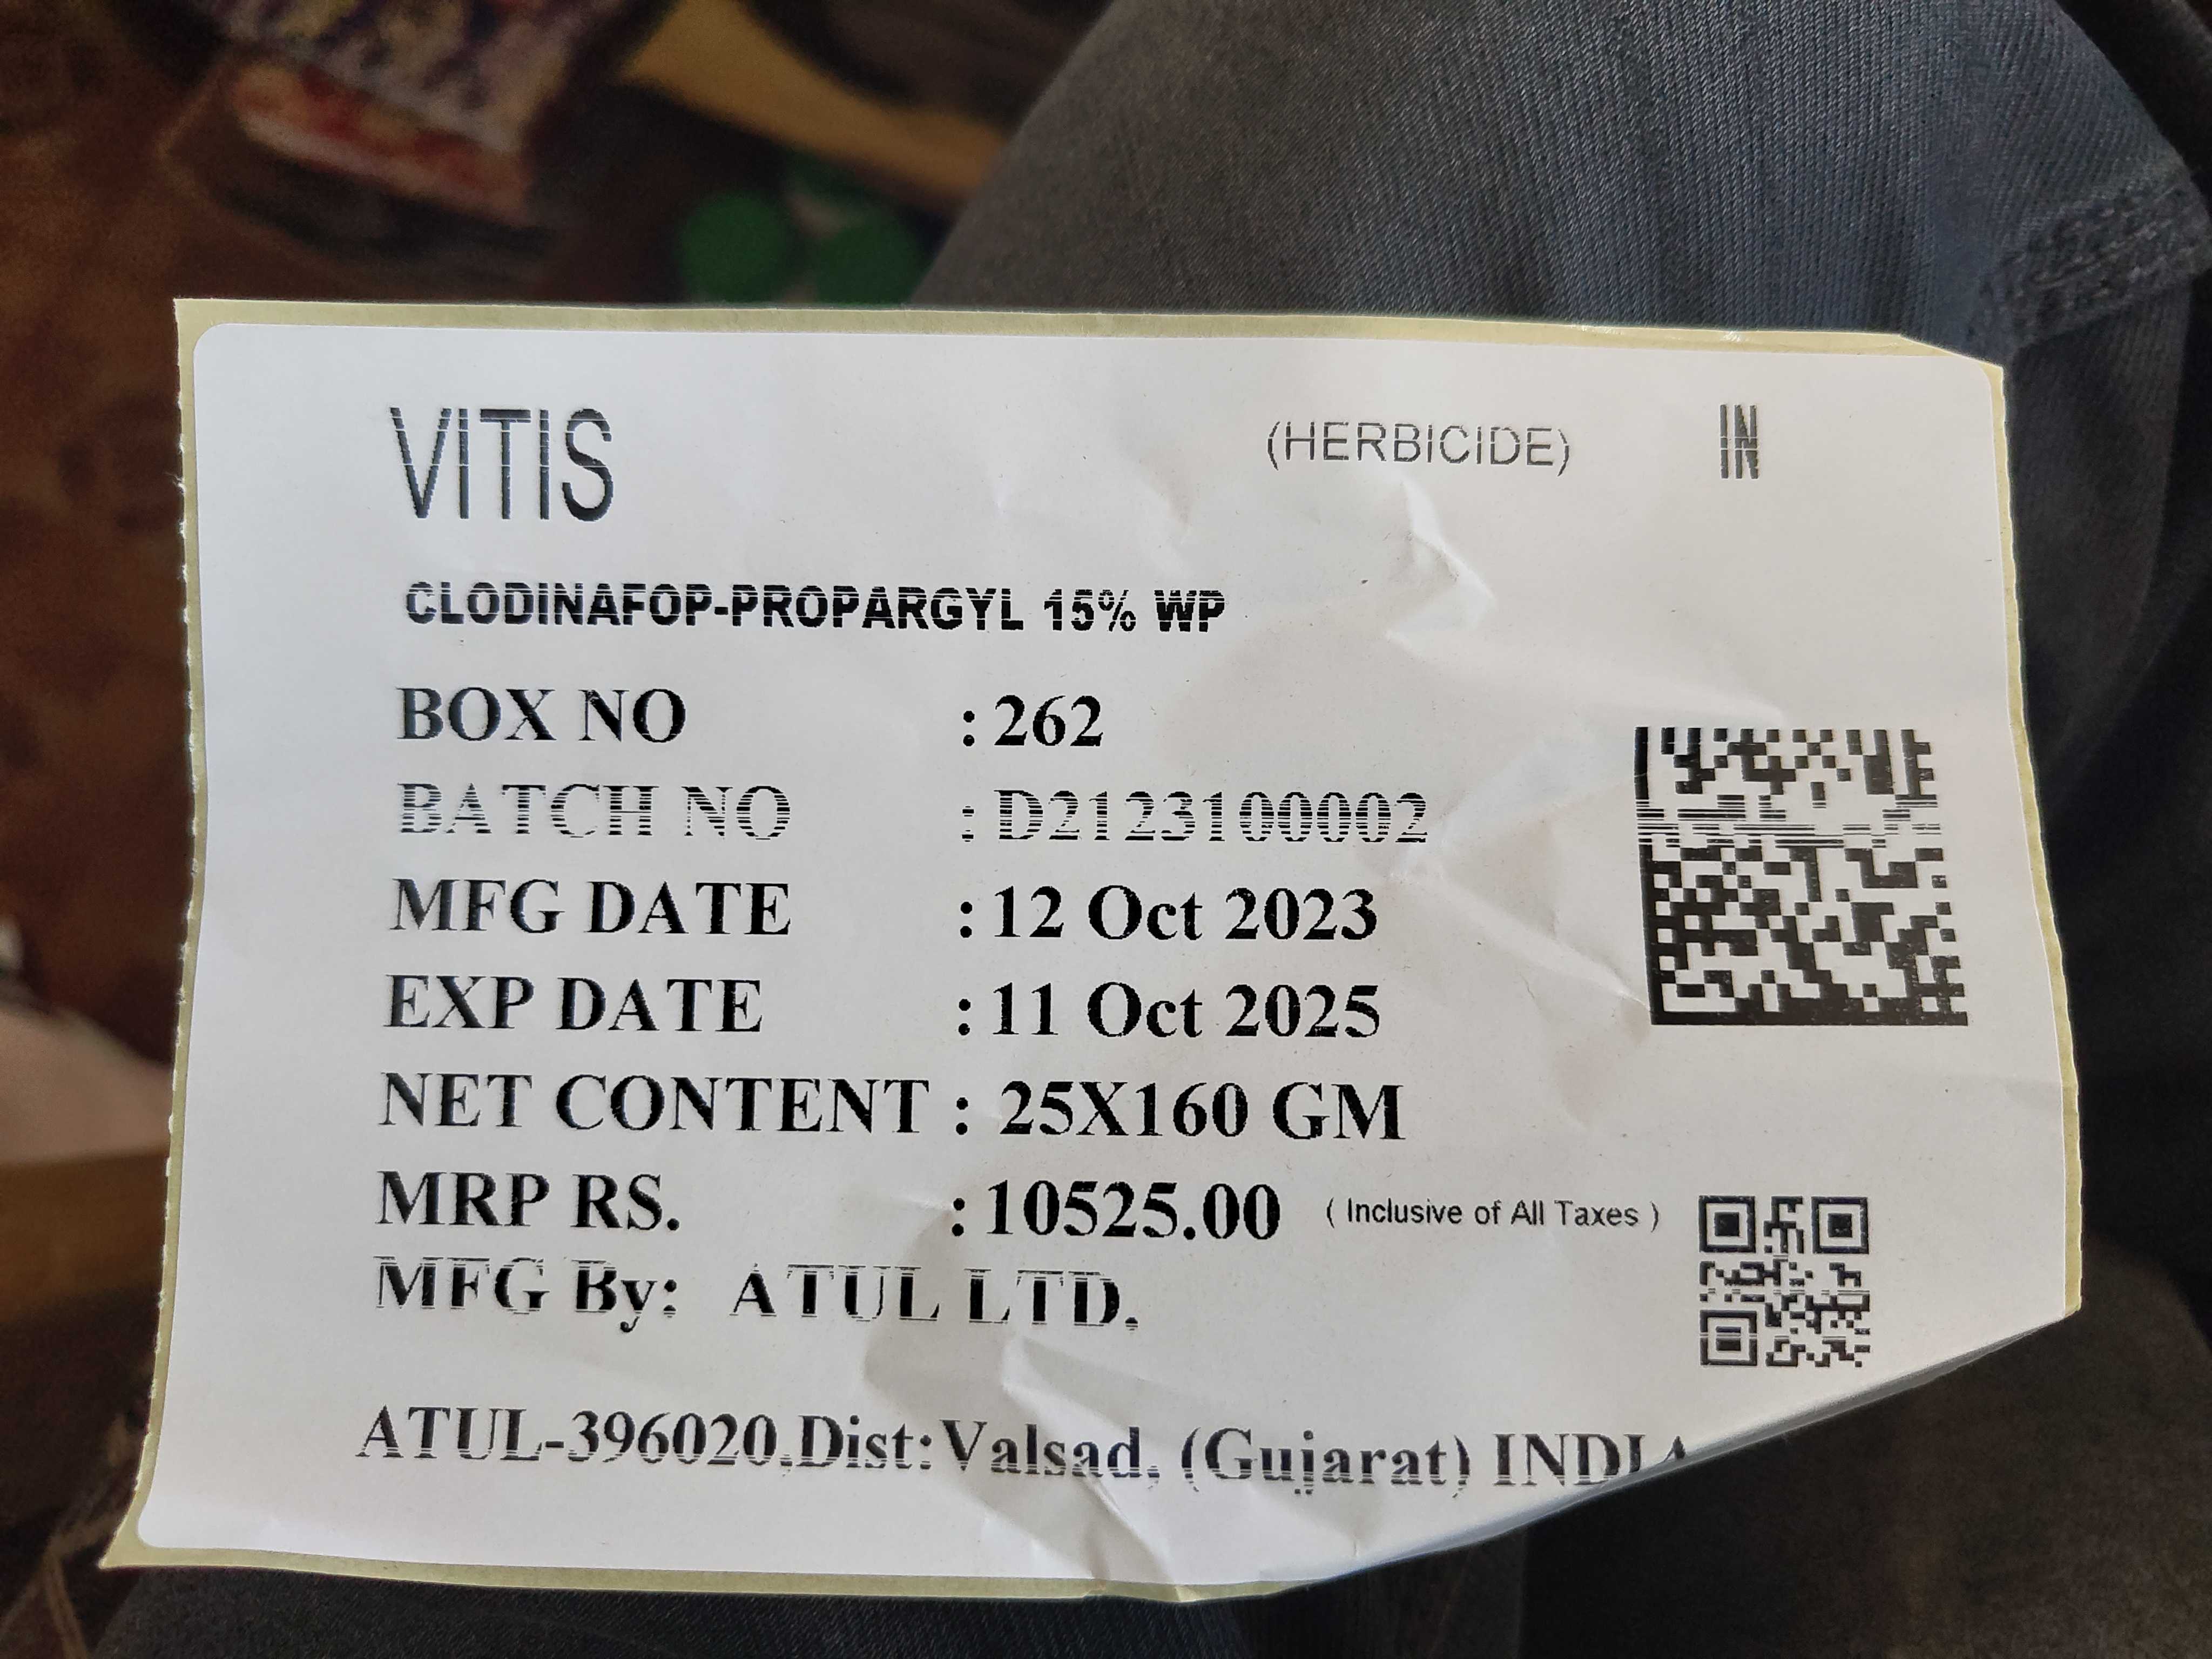 VITIS (HERBICIDE) IN
CLODINAFOP-PROPARGYL 15% WP
BOX NO : 262
BATCH NO : D2123100002
MFG DATE : 12 Oct 2023
EXP DATE : 11 Oct 2025
NET CONTENT : 25X160 GM
MRP RS. : 10525.00 ( Inclusive of All Taxes )
MFG By: ATUL LTD.
ATUL-396020,Dist:Valsad, (Gujarat) INDIA